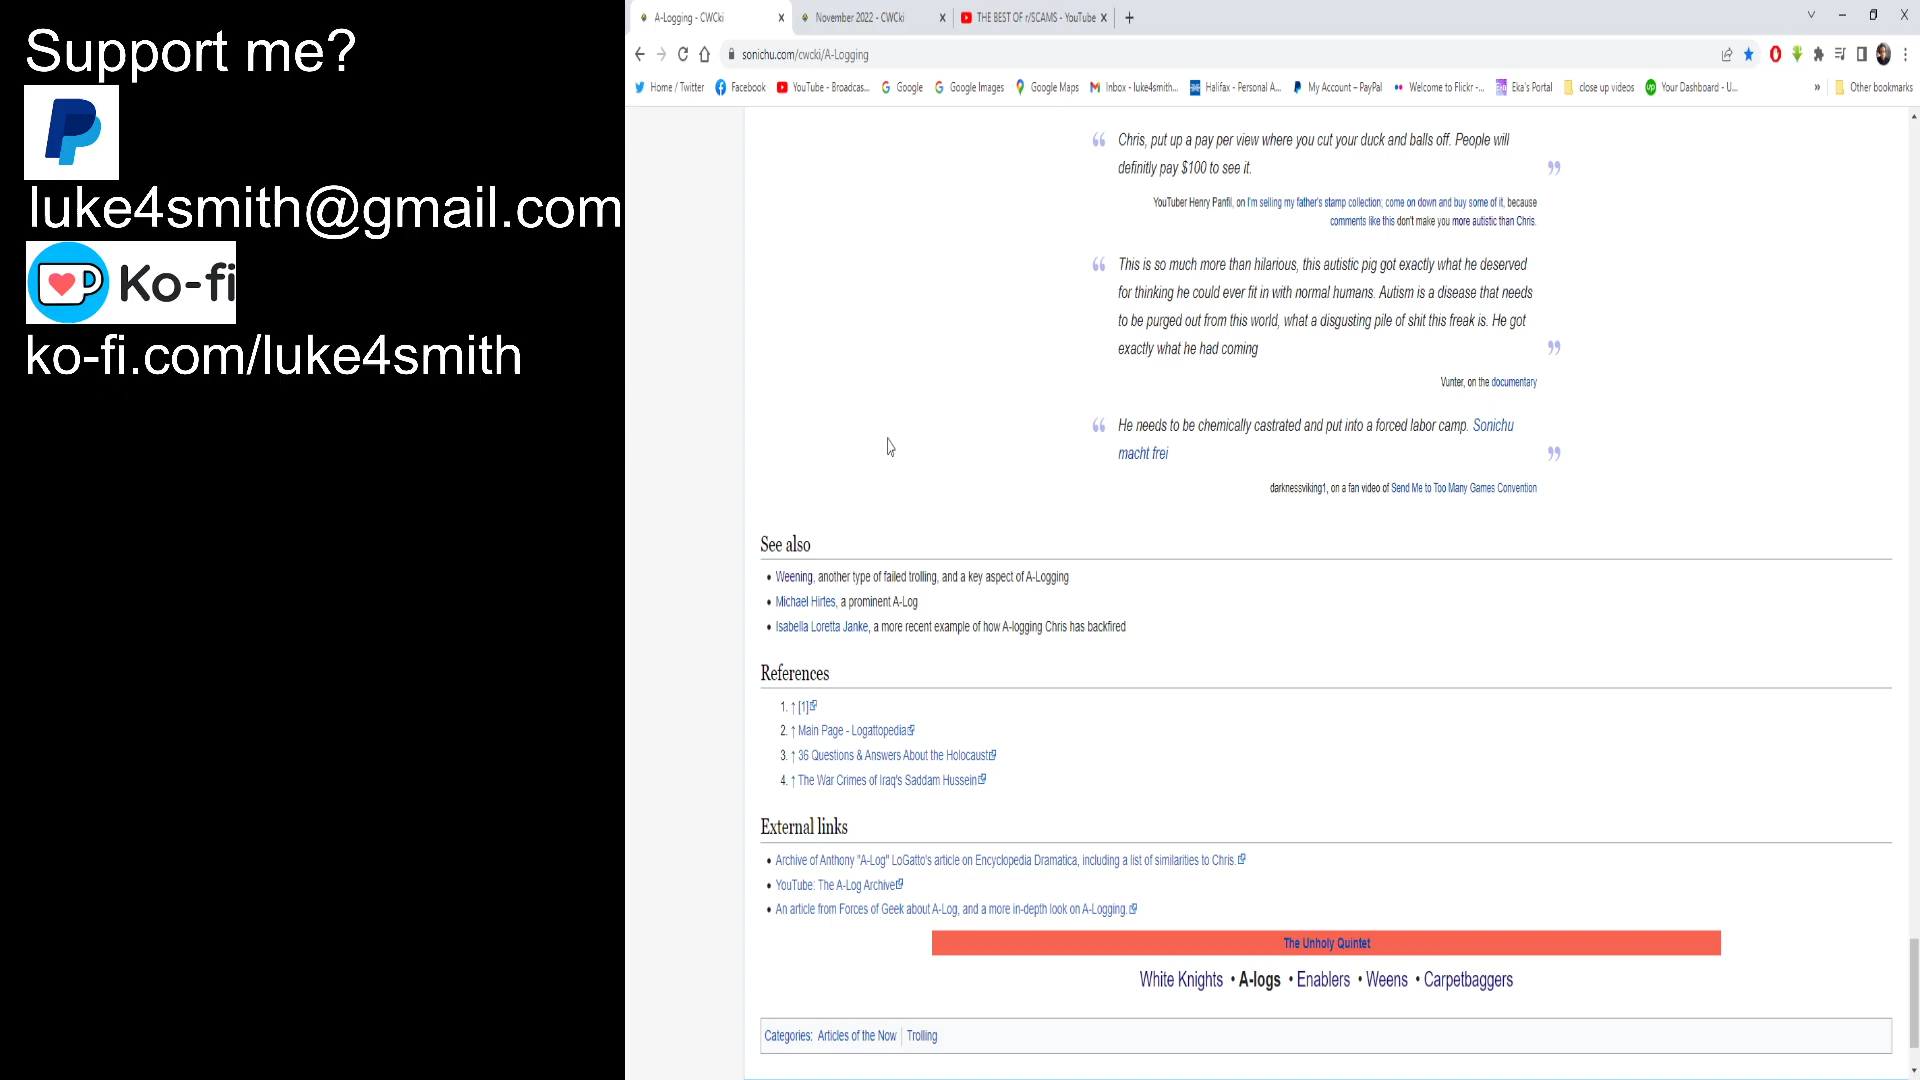 Support me?
luke4smith@gmail.com
Ko-fi
ko-fi.com/luke4smith
A-Logging - CWCki
November 2022 - CWCki
THE BEST OF r/SCAMS - YouTube
sonichu.com/cwcki/A-Logging
Home / Twitter
Facebook
YouTube - Broadcas...
Google
Google Images
Google Maps
Inbox - luke4smith...
Halifax - Personal A...
My Account – PayPal
Welcome to Flickr -...
Eka's Portal
close up videos
Your Dashboard - U...
»
Other bookmarks
“ Chris, put up a pay per view where you cut your duck and balls off. People will
definitly pay $100 to see it. ”
YouTuber Henry Panfil, on I'm selling my father's stamp collection; come on down and buy some of it, because
comments like this don't make you more autistic than Chris.
“ This is so much more than hilarious, this autistic pig got exactly what he deserved
for thinking he could ever fit in with normal humans. Autism is a disease that needs
to be purged out from this world, what a disgusting pile of shit this freak is. He got
exactly what he had coming ”
Vunter, on the documentary
“ He needs to be chemically castrated and put into a forced labor camp. Sonichu
macht frei ”
darknessviking1, on a fan video of Send Me to Too Many Games Convention
See also
• Weening, another type of failed trolling, and a key aspect of A-Logging
• Michael Hirtes, a prominent A-Log
• Isabella Loretta Janke, a more recent example of how A-logging Chris has backfired
References
1. ↑ [1]
2. ↑ Main Page - Logattopedia
3. ↑ 36 Questions & Answers About the Holocaust
4. ↑ The War Crimes of Iraq's Saddam Hussein
External links
• Archive of Anthony "A-Log" LoGatto's article on Encyclopedia Dramatica, including a list of similarities to Chris.
• YouTube: The A-Log Archive
• An article from Forces of Geek about A-Log, and a more in-depth look on A-Logging.
The Unholy Quintet
White Knights • A-logs • Enablers • Weens • Carpetbaggers
Categories: Articles of the Now | Trolling